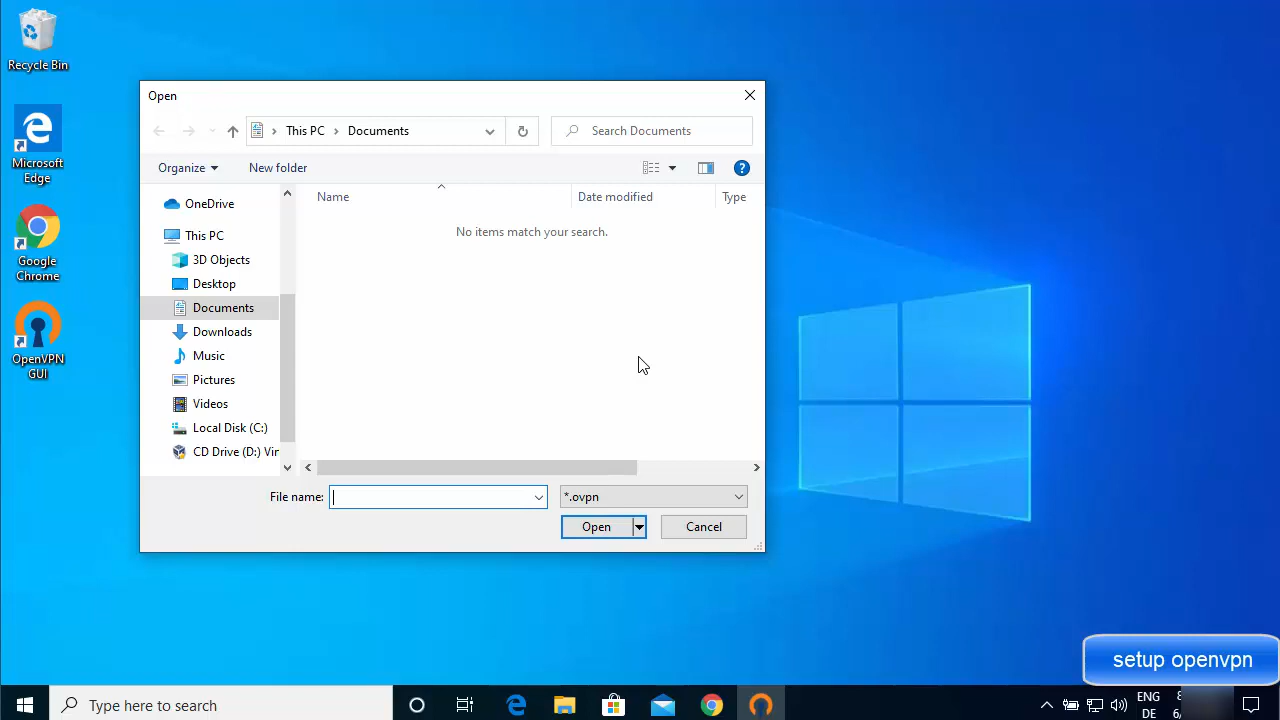 Recycle Bin
Microsoft
Edge
Google
Chrome
OpenVPN
GUI
Open
This PC
Documents
Search Documents
Organize
New folder
?
Name
Date modified
Type
No items match your search.
OneDrive
This PC
3D Objects
Desktop
Documents
Downloads
Music
Pictures
Videos
Local Disk (C:)
CD Drive (D:) Vir
File name:
*.ovpn
Open
Cancel
setup openvpn
Type here to search
ENG
DE